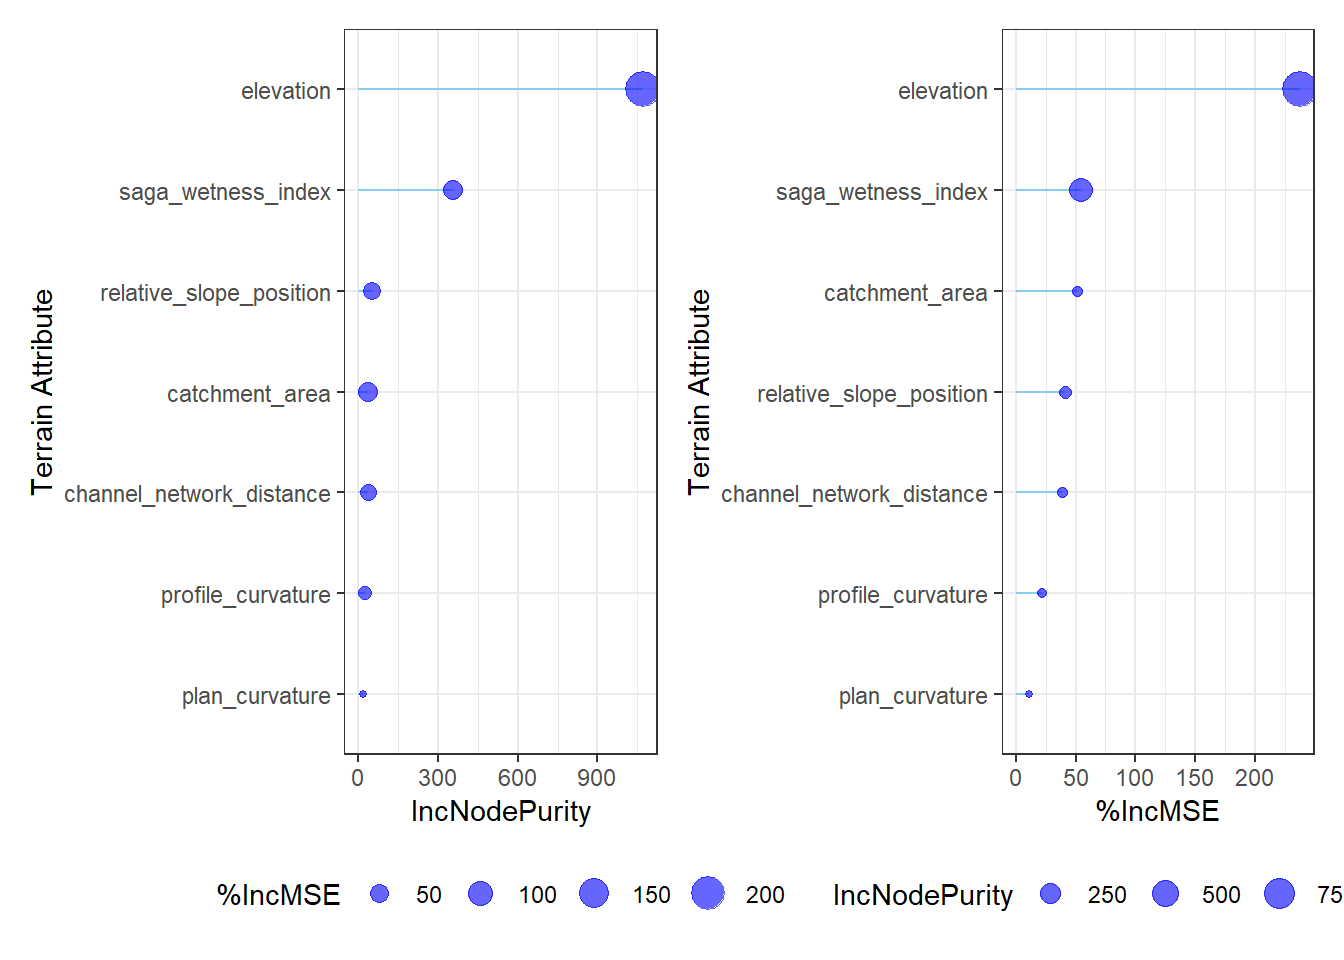 Terrain Attribute
elevation
saga_wetness_index
relative_slope_position
catchment_area
channel_network_distance
profile_curvature
plan_curvature
0 300 600 900
IncNodePurity
Terrain Attribute
elevation
saga_wetness_index
catchment_area
relative_slope_position
channel_network_distance
profile_curvature
plan_curvature
0 50 100 150 200
%IncMSE
%IncMSE 50 100 150 200
IncNodePurity 250 500 75